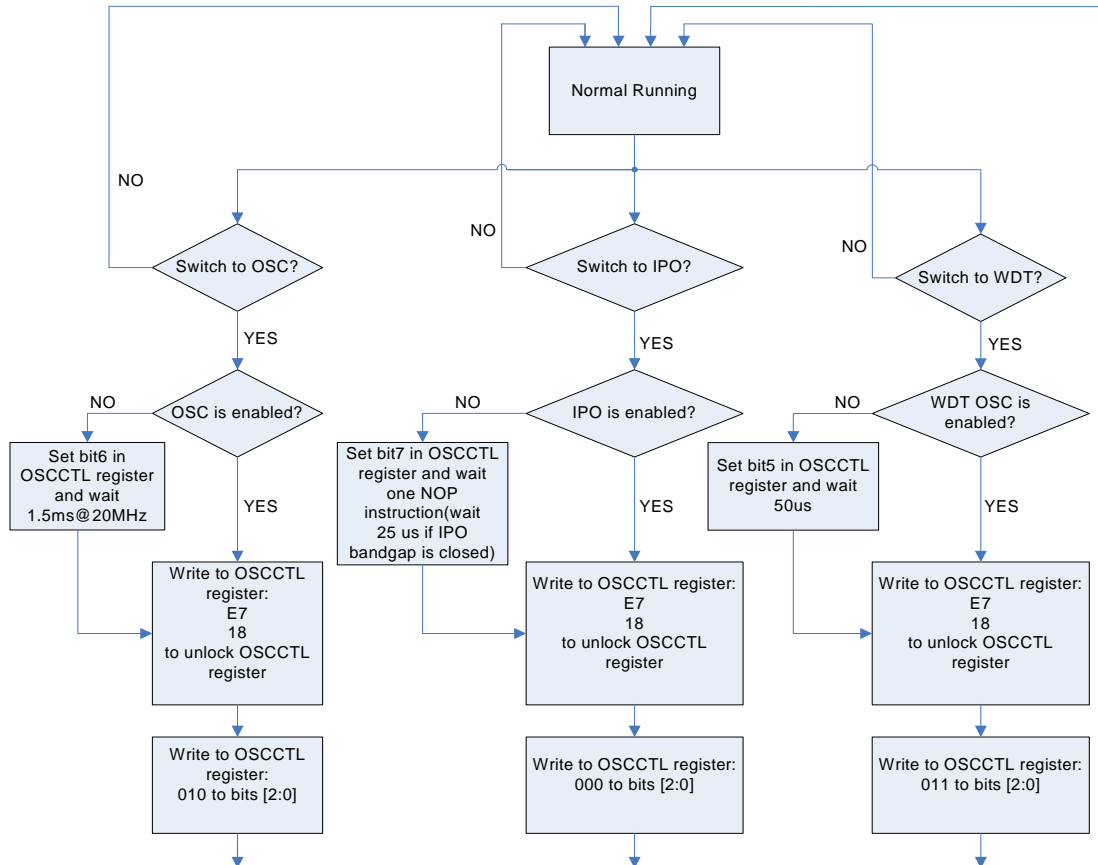 Normal Running
NO
NO
NO
Switch to OSC?
Switch to IPO?
Switch to WDT?
YES
YES
YES
NO
OSC is enabled?
NO
IPO is enabled?
NO
WDT OSC is
enabled?
Set bit6 in
OSCCTL register
and wait
1.5ms@20MHz
YES
Set bit7 in OSCCTL
register and wait
one NOP
instruction(wait
25 us if IPO
bandgap is closed)
YES
Set bit5 in OSCCTL
register and wait
50us
YES
Write to OSCCTL
register:
E7
18
to unlock OSCCTL
register
Write to OSCCTL register:
E7
18
to unlock OSCCTL
register
Write to OSCCTL register:
E7
18
to unlock OSCCTL
register
Write to OSCCTL
register:
010 to bits [2:0]
Write to OSCCTL register:
000 to bits [2:0]
Write to OSCCTL register:
011 to bits [2:0]